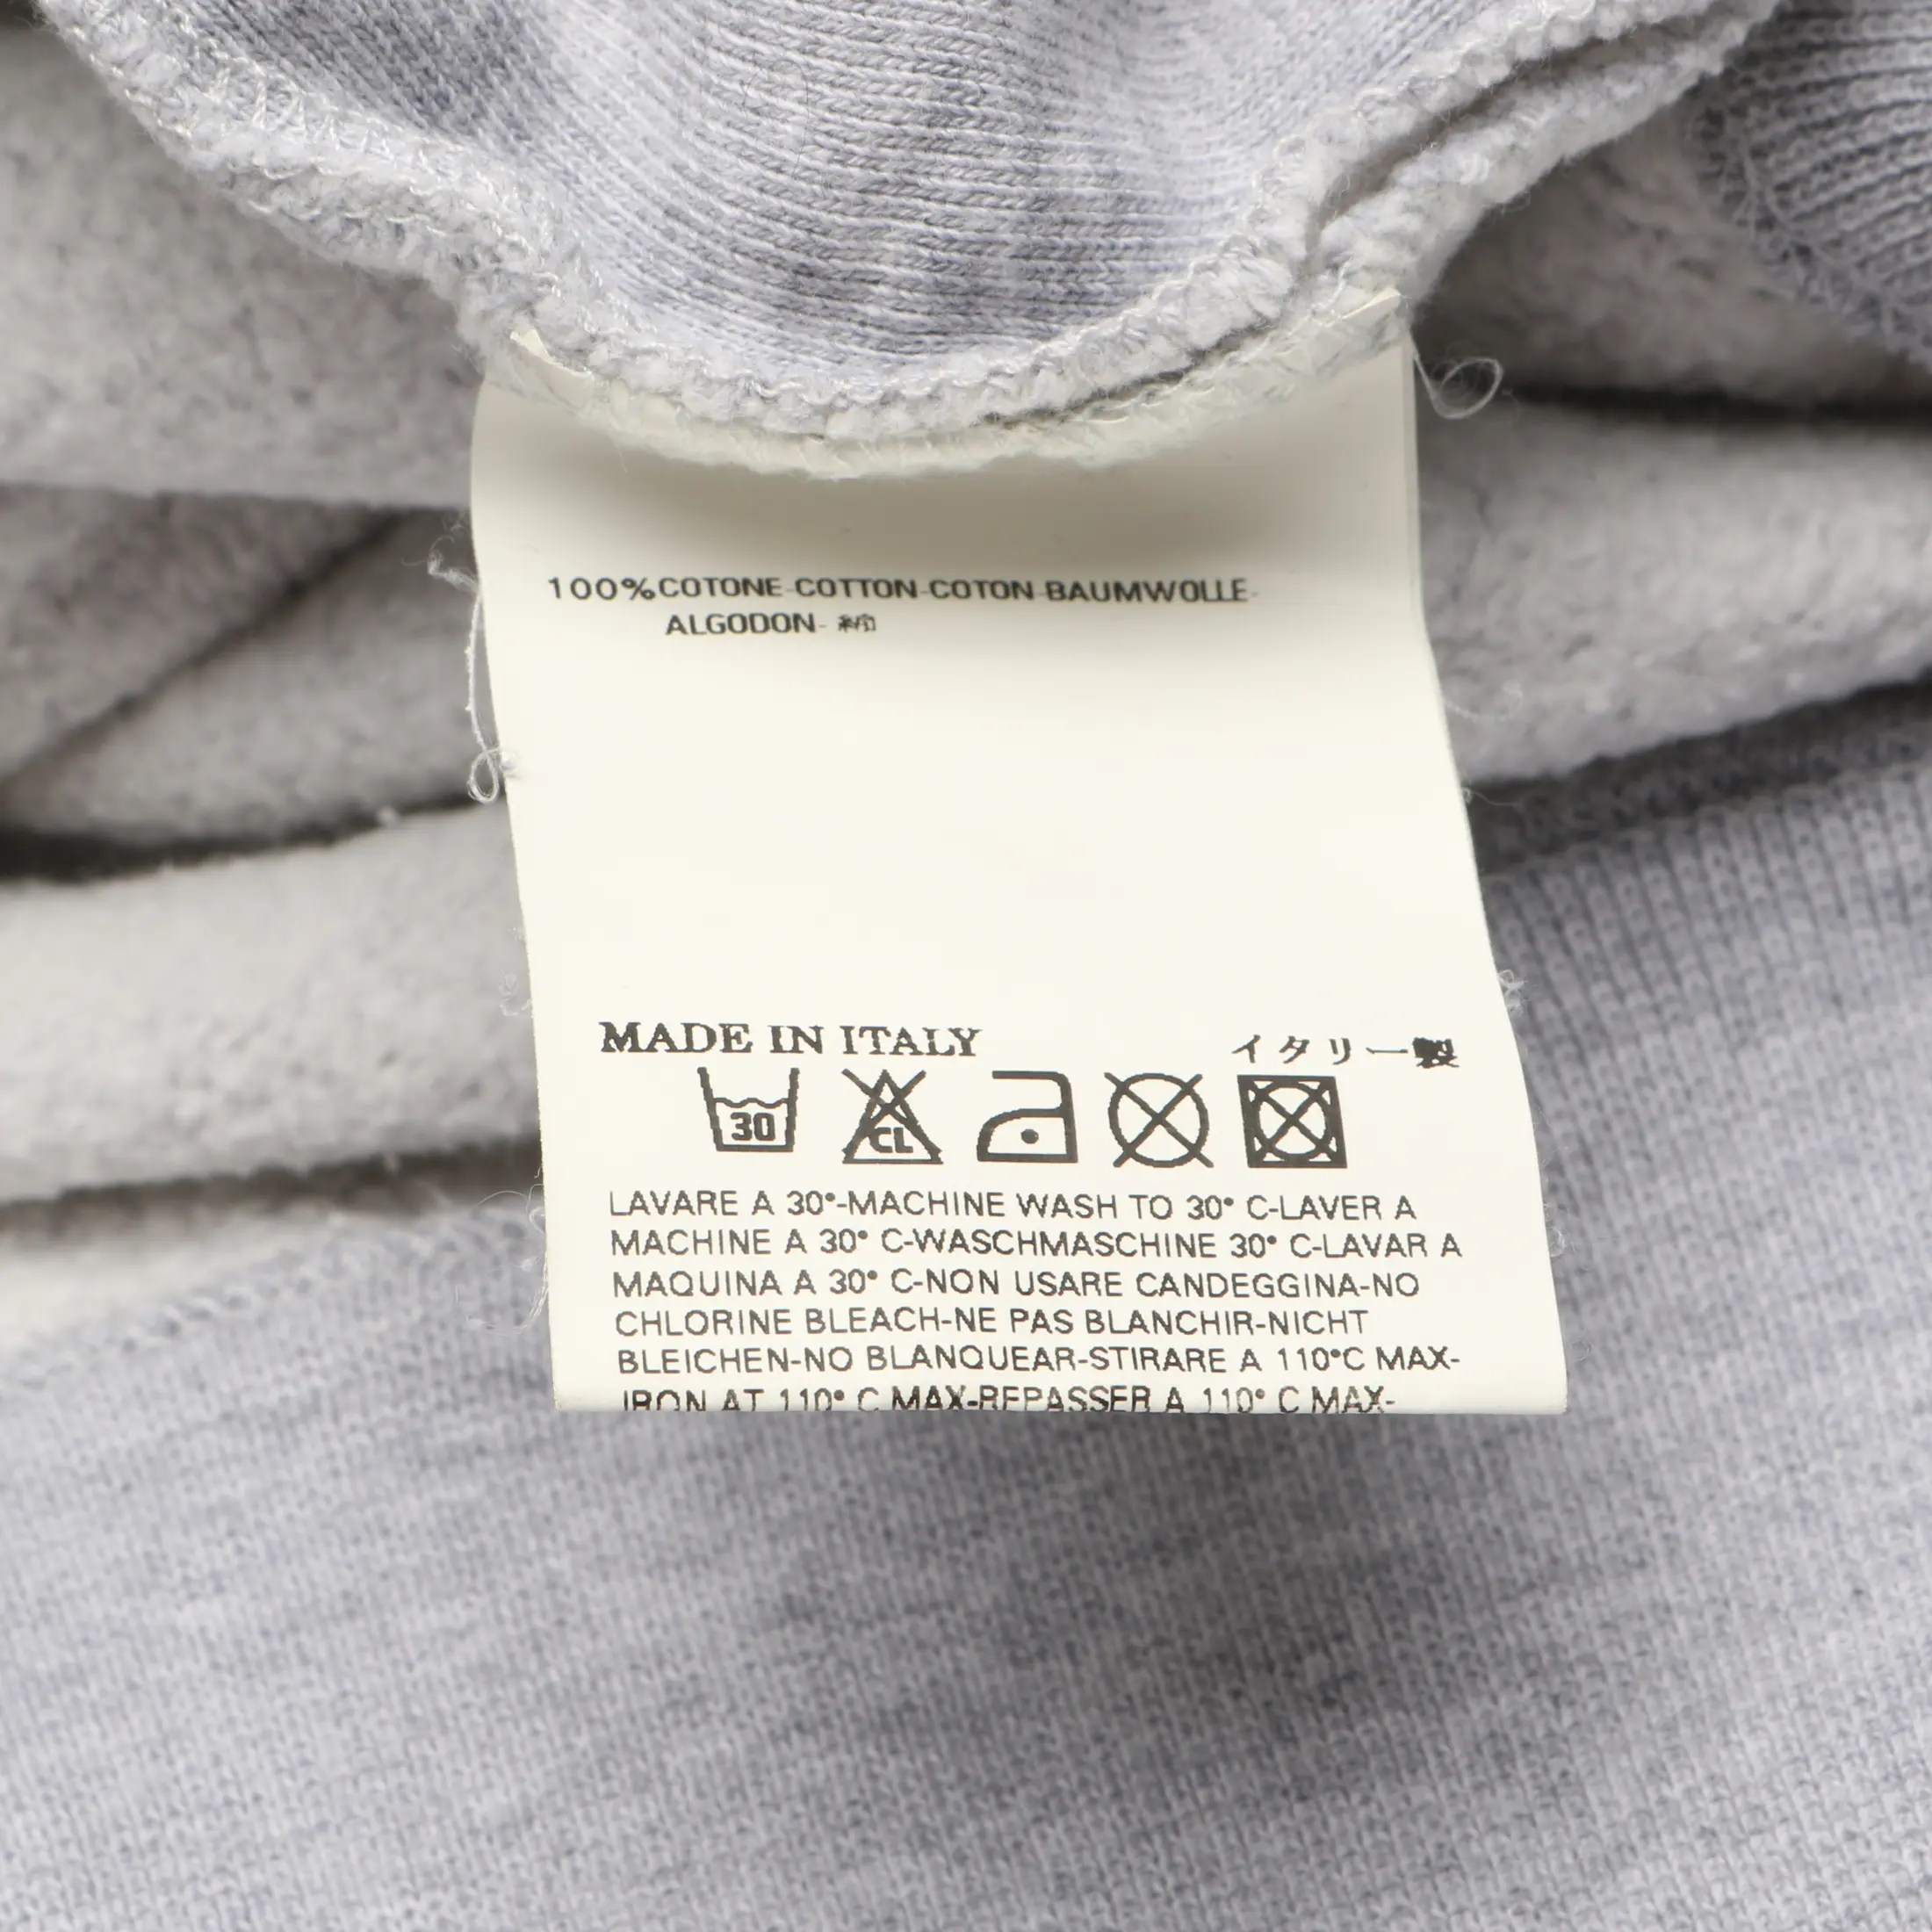 100%COTONE-COTTON-COTON-BAUMWOLLE-
ALGODON- 綿
MADE IN ITALY イタリー製
30 CL
LAVARE A 30°-MACHINE WASH TO 30° C-LAVER A
MACHINE A 30° C-WASCHMASCHINE 30° C-LAVAR A
MAQUINA A 30° C-NON USARE CANDEGGINA-NO
CHLORINE BLEACH-NE PAS BLANCHIR-NICHT
BLEICHEN-NO BLANQUEAR-STIRARE A 110°C MAX-
IRON AT 110° C MAX-REPASSER A 110° C MAX-